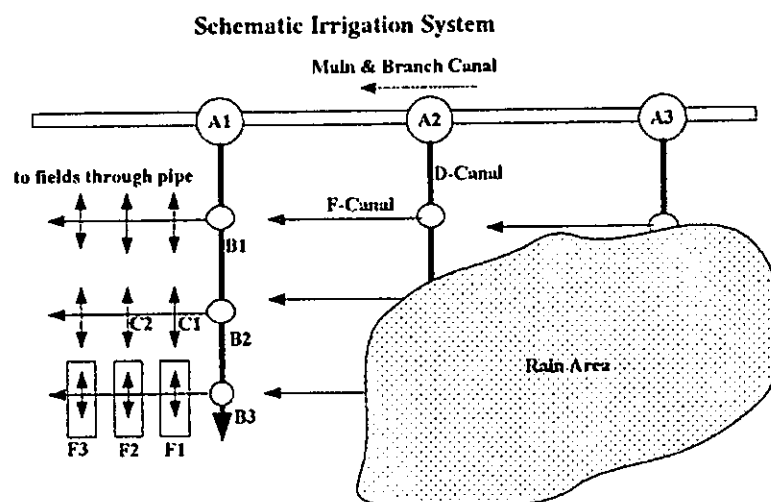 Schematic Irrigation System
Main & Branch Canal
A1 A2 A3
to fields through pipe
D-Canal
F-Canal
B1
C2 C1
B2
Rain Area
B3
F3 F2 F1